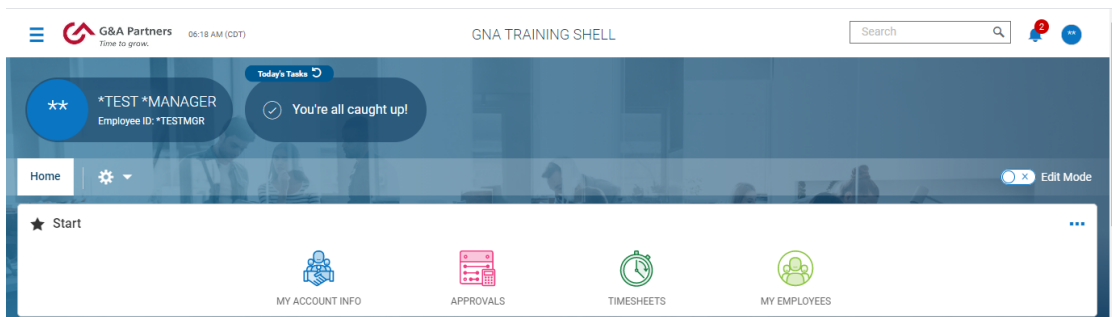 G&A Partners
Time to grow.
06:18 AM (CDT)
GNA TRAINING SHELL
Search
2
**
Today's Tasks
**
*TEST *MANAGER
Employee ID: *TESTMGR
You're all caught up!
Home
Edit Mode
Start
MY ACCOUNT INFO
APPROVALS
TIMESHEETS
MY EMPLOYEES